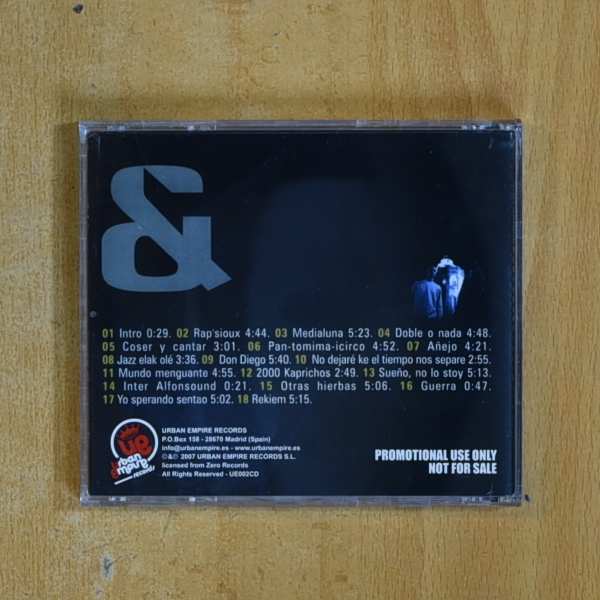 &
01 Intro 0:29. 02 Rap'sioux 4:44. 03 Medialuna 5:23. 04 Doble o nada 4:48.
05 Coser y cantar 3:01. 06 Pan-tomima-icirco 4:52. 07 Añejo 4:21.
08 Jazz elak olé 3:36. 09 Don Diego 5:40. 10 No dejaré ke el tiempo nos separe 2:55.
11 Mundo menguante 4:55. 12 2000 Kaprichos 2:49. 13 Sueño, no lo stoy 5:13.
14 Inter Alfonsound 0:21. 15 Otras hierbas 5:06. 16 Guerra 0:47.
17 Yo sperando sentao 5:02. 18 Rekiem 5:15.
ue
urban
empire
records
URBAN EMPIRE RECORDS
P.O.Box 158 - 28670 Madrid (Spain)
info@urbanempire.es - www.urbanempire.es
©&℗ 2007 URBAN EMPIRE RECORDS S.L.
licensed from Zero Records
All Rights Reserved - UE002CD
PROMOTIONAL USE ONLY
NOT FOR SALE